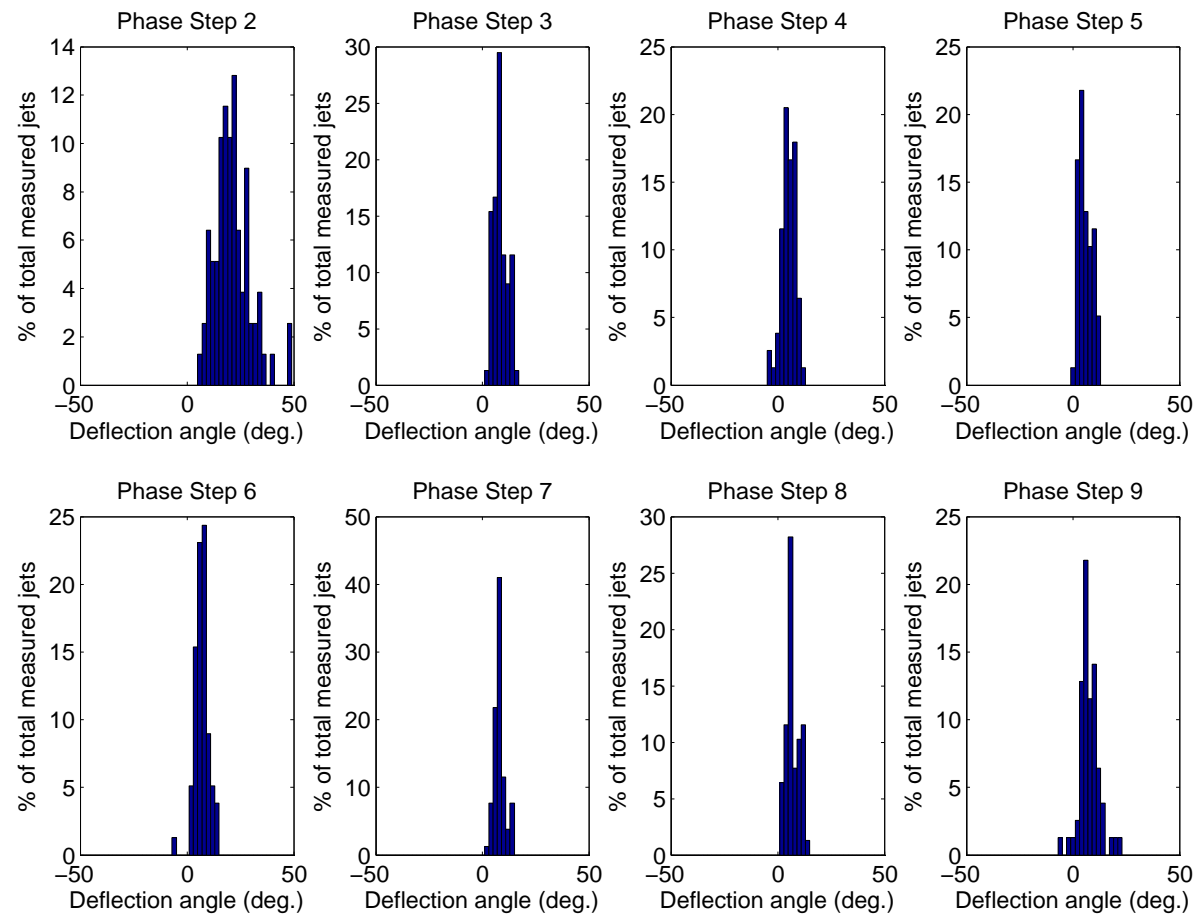 Phase Step 2
% of total measured jets
14
12
10
8
6
4
2
0
−50 0 50
Deflection angle (deg.)
Phase Step 3
% of total measured jets
30
25
20
15
10
5
0
−50 0 50
Deflection angle (deg.)
Phase Step 4
% of total measured jets
25
20
15
10
5
0
−50 0 50
Deflection angle (deg.)
Phase Step 5
% of total measured jets
25
20
15
10
5
0
−50 0 50
Deflection angle (deg.)
Phase Step 6
% of total measured jets
25
20
15
10
5
0
−50 0 50
Deflection angle (deg.)
Phase Step 7
% of total measured jets
50
40
30
20
10
0
−50 0 50
Deflection angle (deg.)
Phase Step 8
% of total measured jets
30
25
20
15
10
5
0
−50 0 50
Deflection angle (deg.)
Phase Step 9
% of total measured jets
25
20
15
10
5
0
−50 0 50
Deflection angle (deg.)